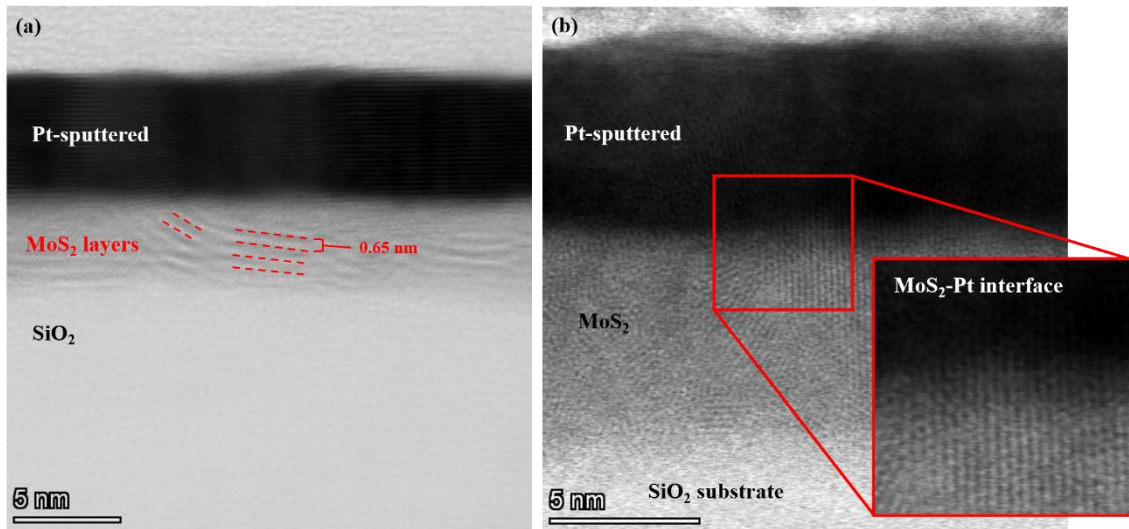 (a)
Pt-sputtered
MoS₂ layers
0.65 nm
SiO₂
5 nm
(b)
Pt-sputtered
MoS₂-Pt interface
MoS₂
SiO₂ substrate
5 nm